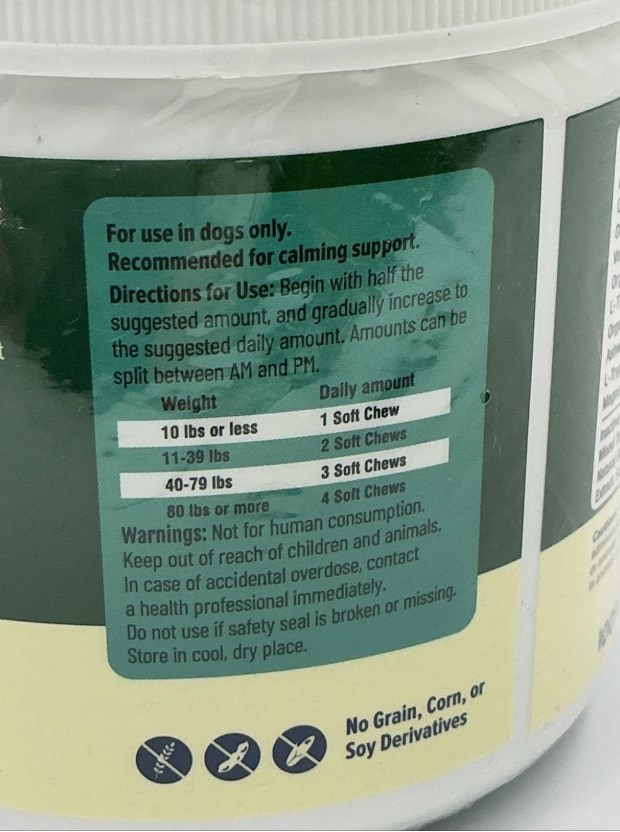 For use in dogs only.
Recommended for calming support.
Directions for Use: Begin with half the
suggested amount, and gradually increase to
the suggested daily amount. Amounts can be
split between AM and PM.
Weight Daily amount
10 lbs or less 1 Soft Chew
11-39 lbs 2 Soft Chews
40-79 lbs 3 Soft Chews
80 lbs or more 4 Soft Chews
Warnings: Not for human consumption.
Keep out of reach of children and animals.
In case of accidental overdose, contact
a health professional immediately.
Do not use if safety seal is broken or missing.
Store in cool, dry place.
No Grain, Corn, or
Soy Derivatives